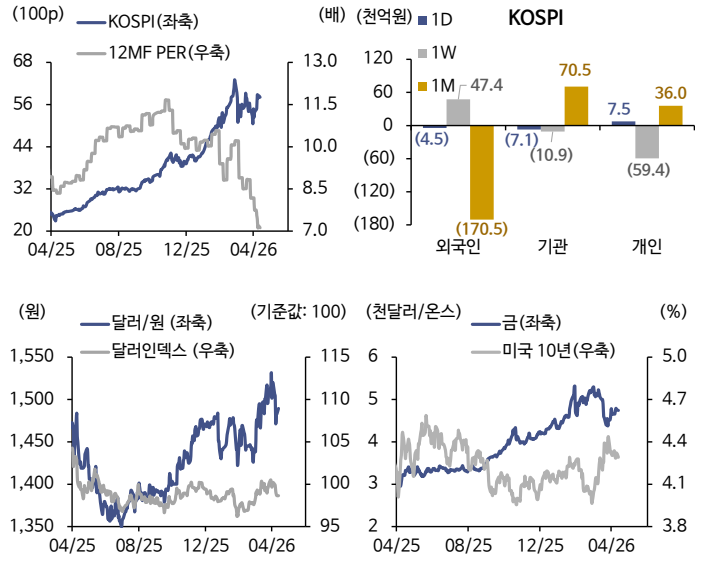 (100p)
KOSPI(좌축)
(배)
12MF PER(우축)
68
13.0
56
11.5
44
10.0
32
8.5
20
7.0
04/25 08/25 12/25 04/26
(천억원)
KOSPI
1D
1W
1M
120
60
0
(60)
(120)
(180)
(4.5)
47.4
(170.5)
(7.1)
(10.9)
70.5
7.5
(59.4)
36.0
외국인 기관 개인
(원)
달러/원 (좌축)
(기준값: 100)
달러인덱스 (우축)
1,550
115
1,500
110
1,450
105
1,400
100
1,350
95
04/25 08/25 12/25 04/26
(천달러/온스)
금(좌축)
(%)
미국 10년(우축)
6
5.0
5
4.7
4
4.4
3
4.1
2
3.8
04/25 08/25 12/25 04/26